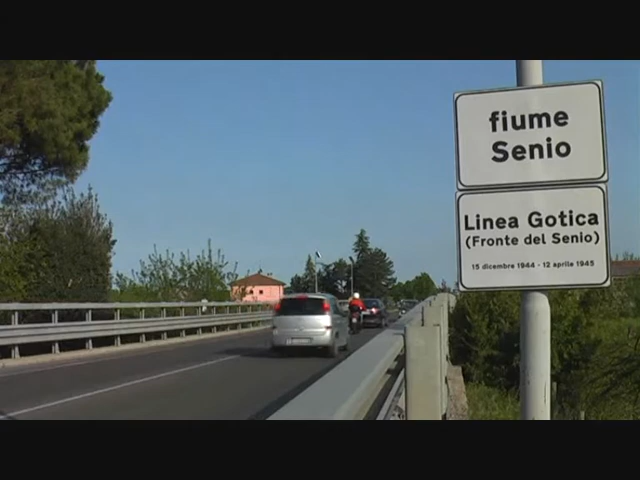 fiume
Senio
Linea Gotica
(Fronte del Senio)
15 dicembre 1944 - 12 aprile 1945